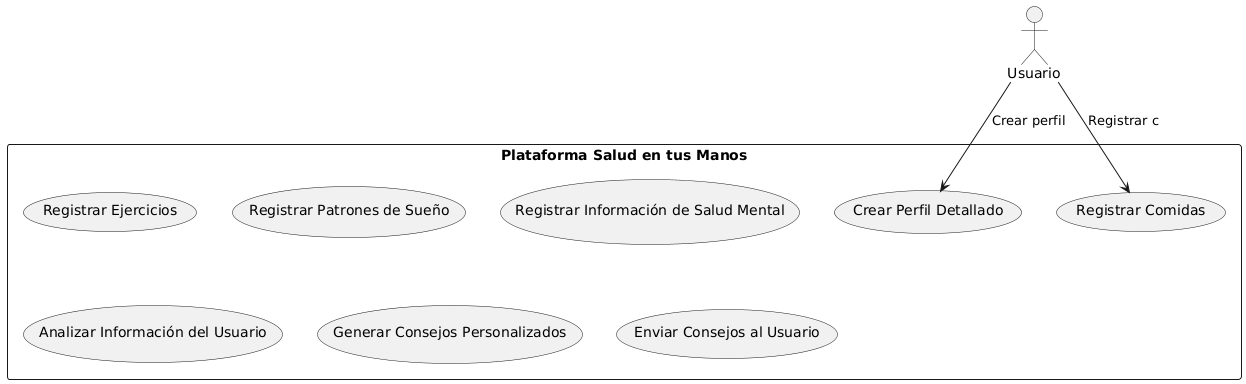 Usuario
Crear perfil
Registrar c
Plataforma Salud en tus Manos
Registrar Ejercicios
Registrar Patrones de Sueño
Registrar Información de Salud Mental
Crear Perfil Detallado
Registrar Comidas
Analizar Información del Usuario
Generar Consejos Personalizados
Enviar Consejos al Usuario